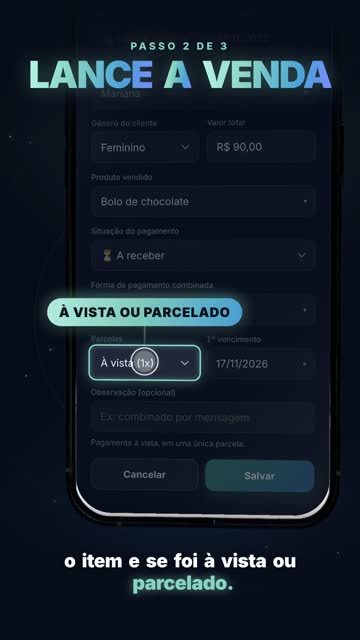 PASSO 2 DE 3
LANCE A VENDA
Mariana
Gênero do cliente
Valor total
Feminino
R$ 90,00
Produto vendido
Bolo de chocolate
Situação do pagamento
⏳ A receber
Forma de pagamento combinada
À VISTA OU PARCELADO
Parcelas
1º vencimento
À vista (1x)
17/11/2026
Observação (opcional)
Ex: combinado por mensagem
Pagamento à vista, em uma única parcela.
Cancelar
Salvar
o item e se foi à vista ou
parcelado.